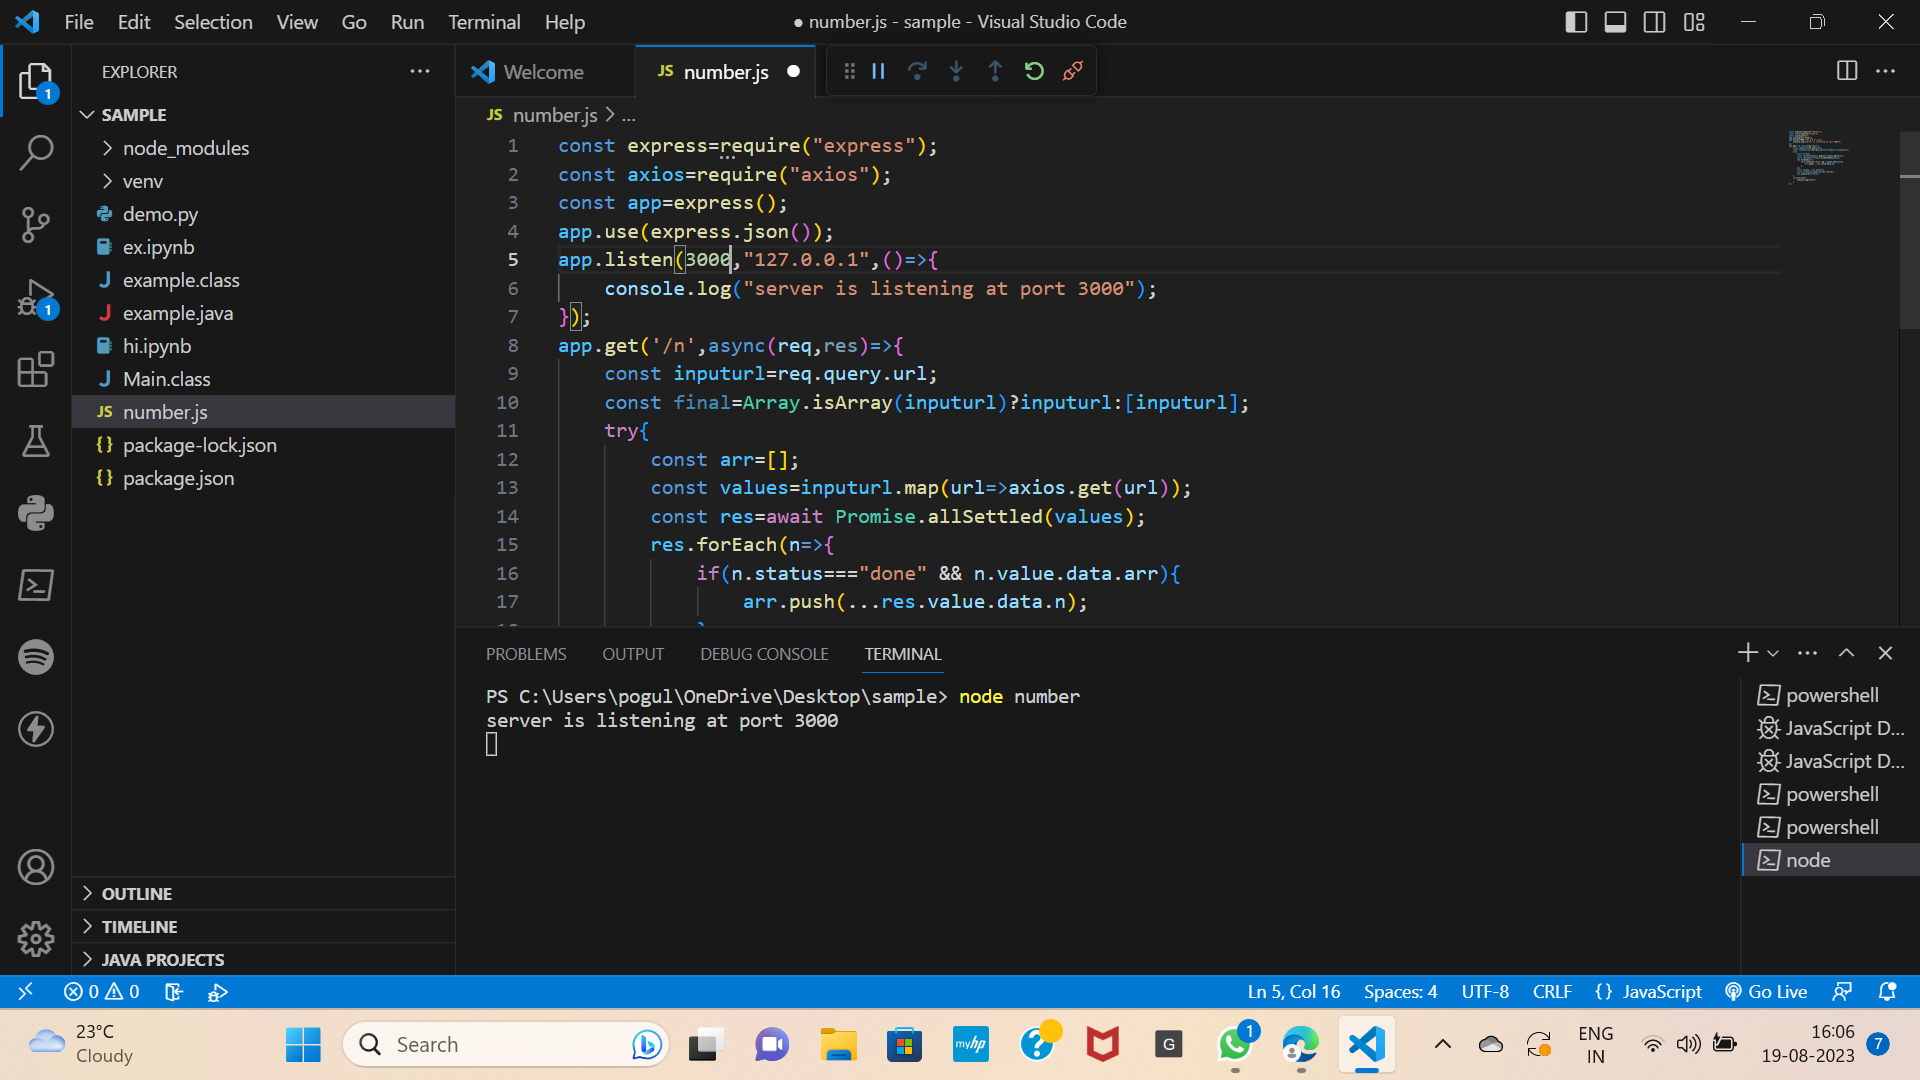 File Edit Selection View Go Run Terminal Help
● number.js - sample - Visual Studio Code
EXPLORER
SAMPLE
node_modules
venv
demo.py
ex.ipynb
example.class
example.java
hi.ipynb
Main.class
JS number.js
{} package-lock.json
{} package.json
OUTLINE
TIMELINE
JAVA PROJECTS
1
1
Welcome
JS number.js
JS number.js > ...
1 const express=require("express");
2 const axios=require("axios");
3 const app=express();
4 app.use(express.json());
5 app.listen(3000,"127.0.0.1",()=>{
6 console.log("server is listening at port 3000");
7 });
8 app.get('/n',async(req,res)=>{
9 const inputurl=req.query.url;
10 const final=Array.isArray(inputurl)?inputurl:[inputurl];
11 try{
12 const arr=[];
13 const values=inputurl.map(url=>axios.get(url));
14 const res=await Promise.allSettled(values);
15 res.forEach(n=>{
16 if(n.status==="done" && n.value.data.arr){
17 arr.push(...res.value.data.n);
PROBLEMS OUTPUT DEBUG CONSOLE TERMINAL
PS C:\Users\pogul\OneDrive\Desktop\sample> node number
server is listening at port 3000
powershell
JavaScript D...
JavaScript D...
powershell
powershell
node
0 0
Ln 5, Col 16 Spaces: 4 UTF-8 CRLF {} JavaScript Go Live
23°C
Cloudy
Search
myhp
?
G
1
ENG
IN
16:06
19-08-2023
7